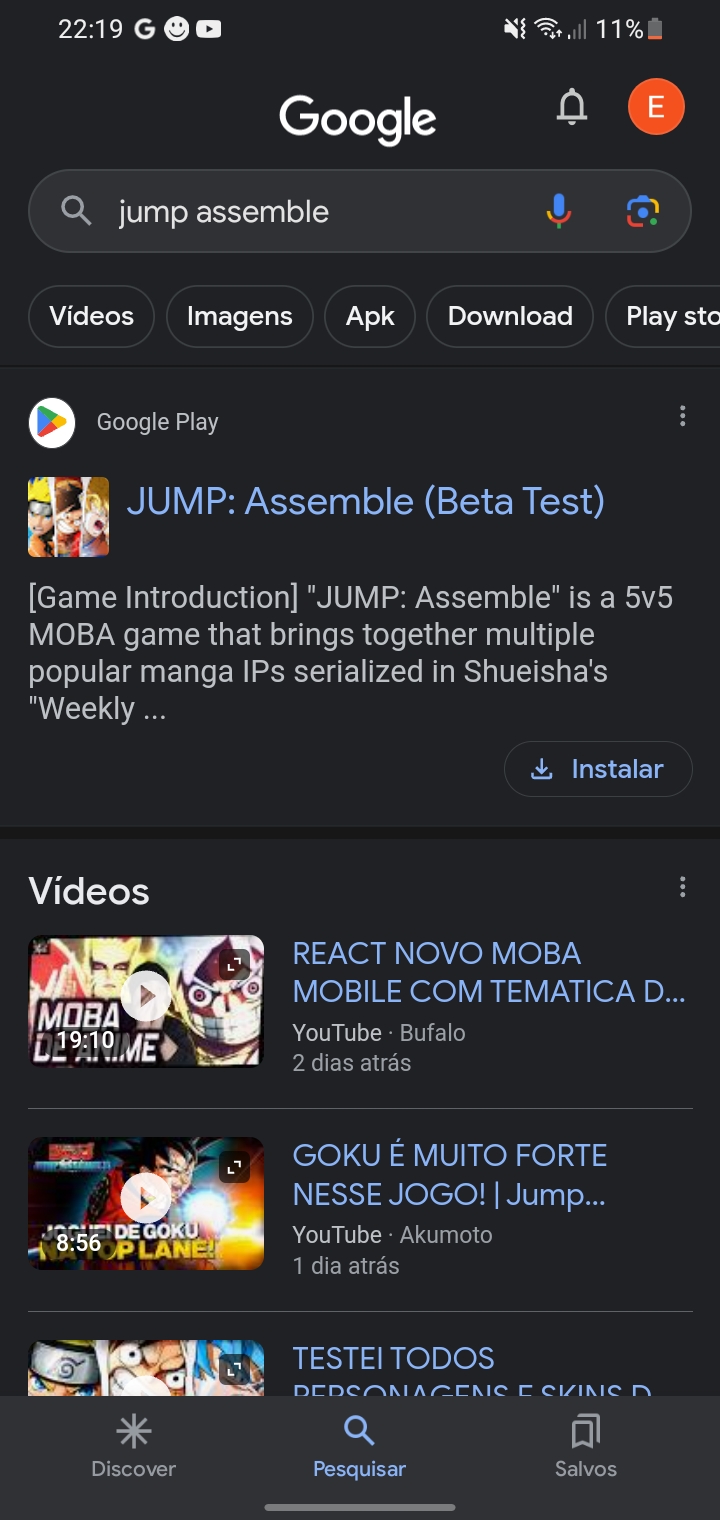 22:19
11%
Google
E
jump assemble
Vídeos
Imagens
Apk
Download
Play sto
Google Play
JUMP: Assemble (Beta Test)
[Game Introduction] "JUMP: Assemble" is a 5v5
MOBA game that brings together multiple
popular manga IPs serialized in Shueisha's
"Weekly ...
Instalar
Vídeos
MOBA
DE ANIME
19:10
REACT NOVO MOBA
MOBILE COM TEMATICA D...
YouTube · Bufalo
2 dias atrás
JOGUEI DE GOKU
NA TOP LANE!
8:56
GOKU É MUITO FORTE
NESSE JOGO! | Jump...
YouTube · Akumoto
1 dia atrás
TESTEI TODOS
PERSONAGENS E SKINS D
Discover
Pesquisar
Salvos